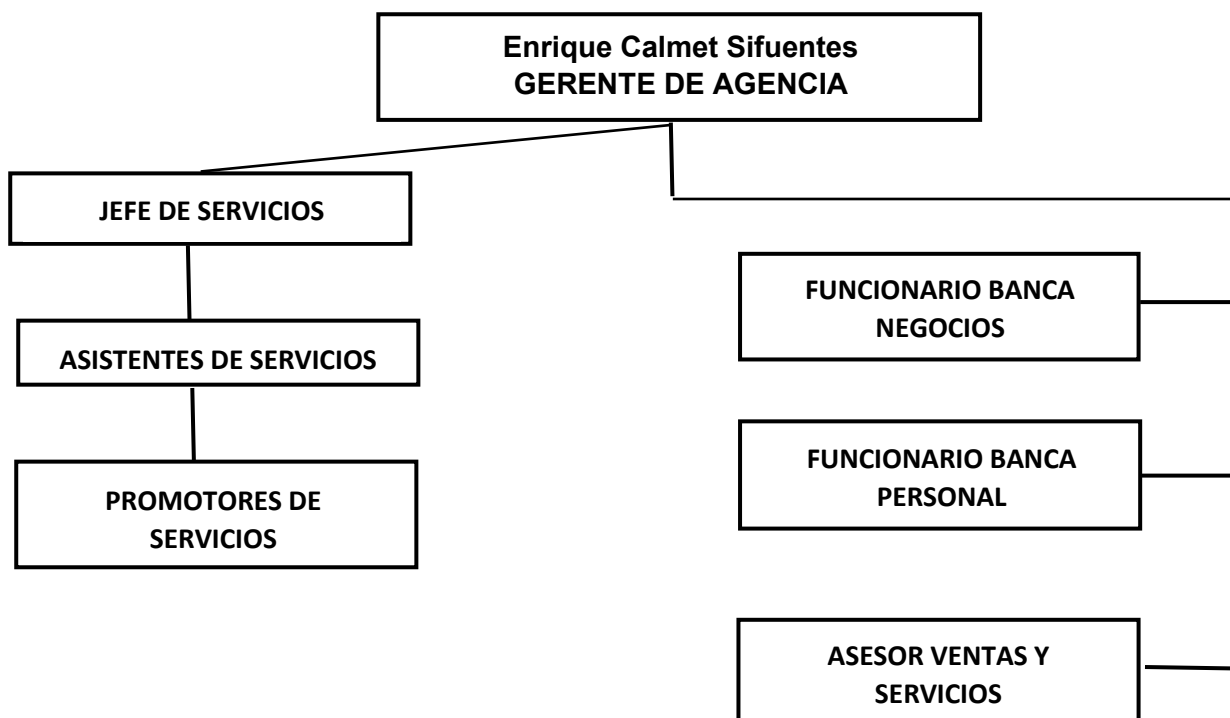 Enrique Calmet Sifuentes
GERENTE DE AGENCIA
JEFE DE SERVICIOS
ASISTENTES DE SERVICIOS
PROMOTORES DE
SERVICIOS
FUNCIONARIO BANCA
NEGOCIOS
FUNCIONARIO BANCA
PERSONAL
ASESOR VENTAS Y
SERVICIOS